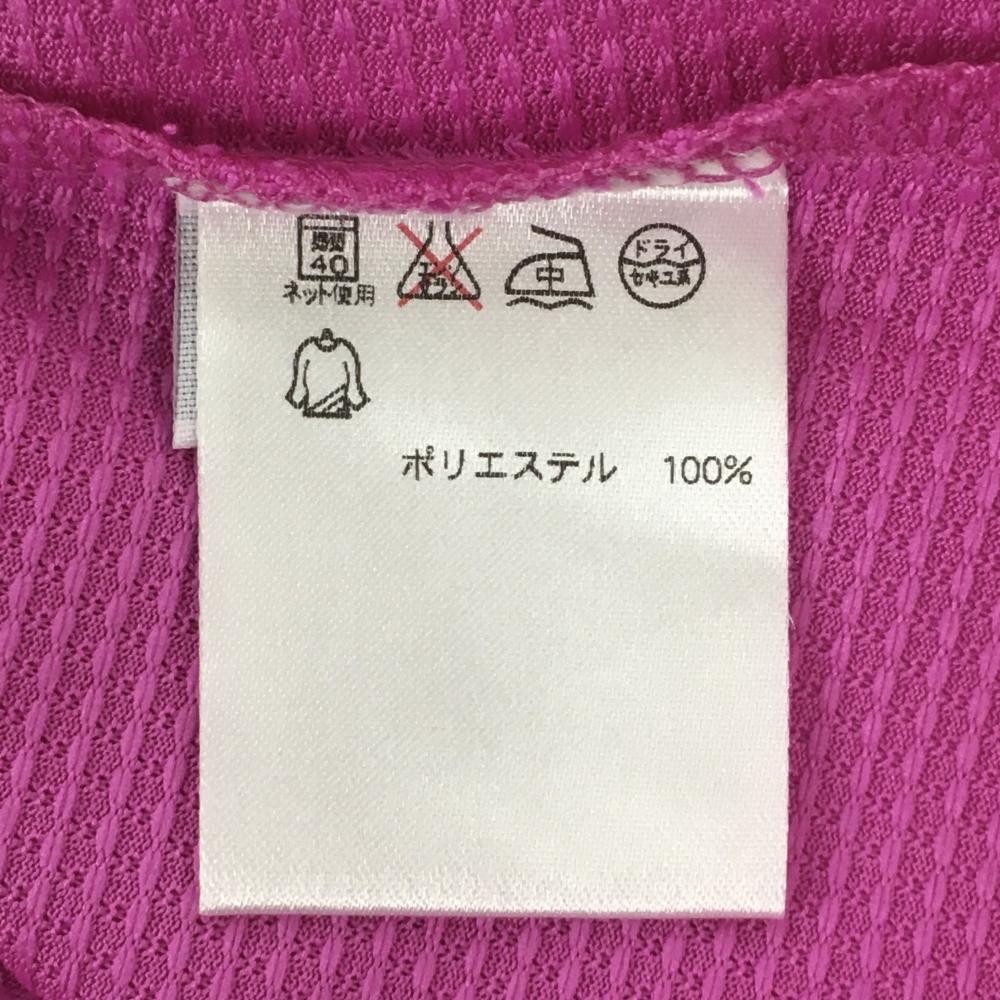 40
ネット使用
中
ドライ
セキユ系
ポリエステル 100%